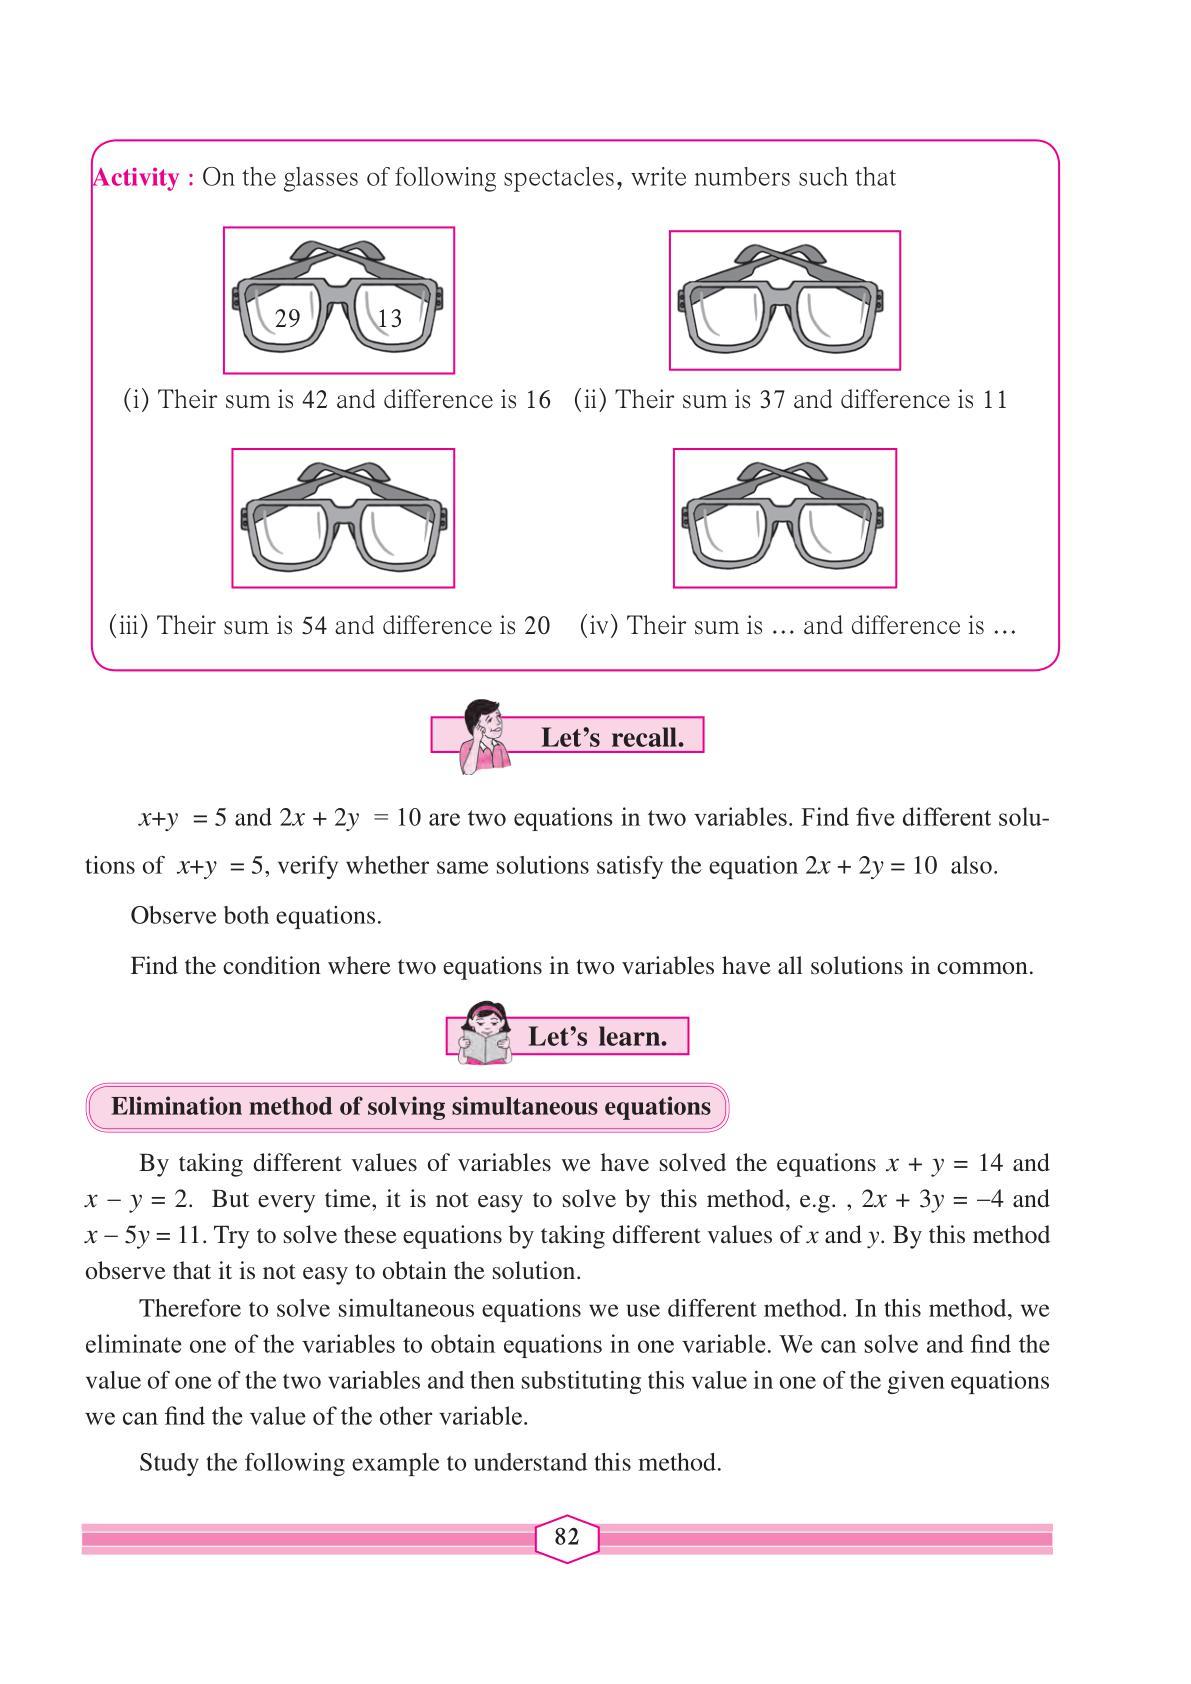 Activity : On the glasses of following spectacles, write numbers such that
29 13
(i) Their sum is 42 and difference is 16 (ii) Their sum is 37 and difference is 11
(iii) Their sum is 54 and difference is 20 (iv) Their sum is ... and difference is ...
Let's recall.
x+y = 5 and 2x + 2y = 10 are two equations in two variables. Find five different solu-
tions of x+y = 5, verify whether same solutions satisfy the equation 2x + 2y = 10 also.
Observe both equations.
Find the condition where two equations in two variables have all solutions in common.
Let's learn.
Elimination method of solving simultaneous equations
By taking different values of variables we have solved the equations x + y = 14 and
x – y = 2. But every time, it is not easy to solve by this method, e.g. , 2x + 3y = –4 and
x – 5y = 11. Try to solve these equations by taking different values of x and y. By this method
observe that it is not easy to obtain the solution.
Therefore to solve simultaneous equations we use different method. In this method, we
eliminate one of the variables to obtain equations in one variable. We can solve and find the
value of one of the two variables and then substituting this value in one of the given equations
we can find the value of the other variable.
Study the following example to understand this method.
82